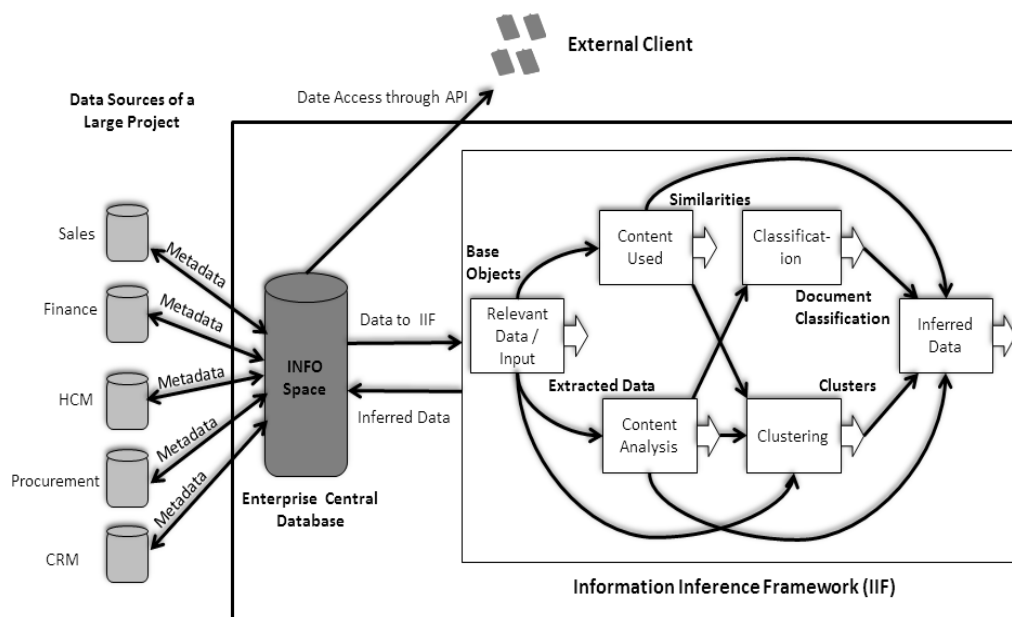 External Client
Date Access through API
Data Sources of a
Large Project
Sales
Metadata
Finance
Metadata
HCM
Metadata
Procurement
Metadata
CRM
Metadata
INFO
Space
Enterprise Central
Database
Data to IIF
Inferred Data
Base
Objects
Relevant
Data /
Input
Similarities
Content
Used
Extracted Data
Content
Analysis
Classificat-
ion
Document
Classification
Clusters
Clustering
Inferred
Data
Information Inference Framework (IIF)